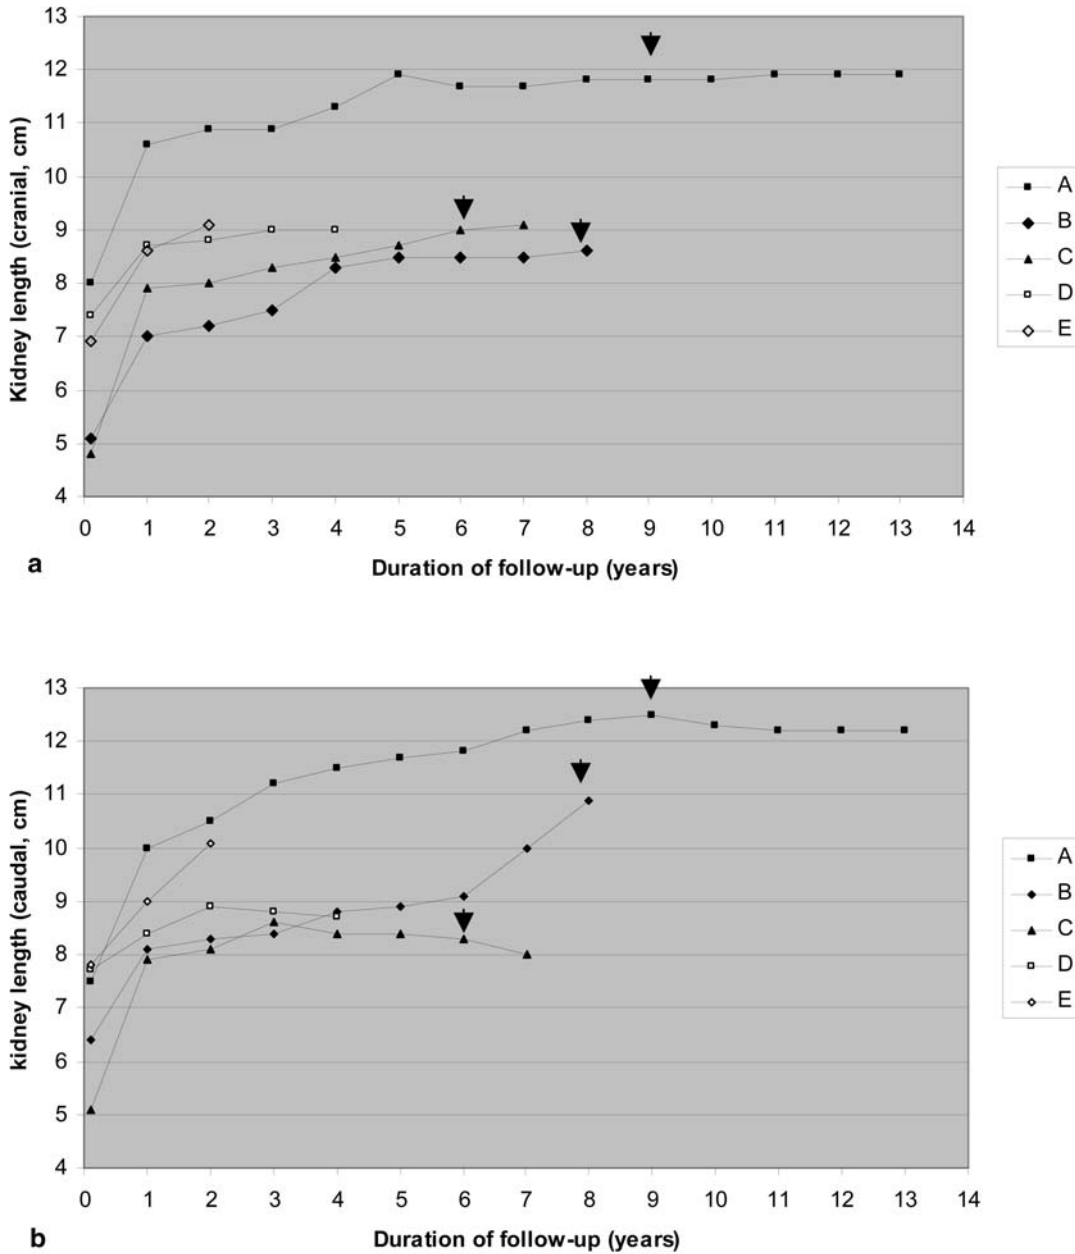 13
12
11
10
9
8
7
6
5
4
Kidney length (cranial, cm)
0 1 2 3 4 5 6 7 8 9 10 11 12 13 14
Duration of follow-up (years)
A
B
C
D
E
a
13
12
11
10
9
8
7
6
5
4
kidney length (caudal, cm)
0 1 2 3 4 5 6 7 8 9 10 11 12 13 14
Duration of follow-up (years)
A
B
C
D
E
b